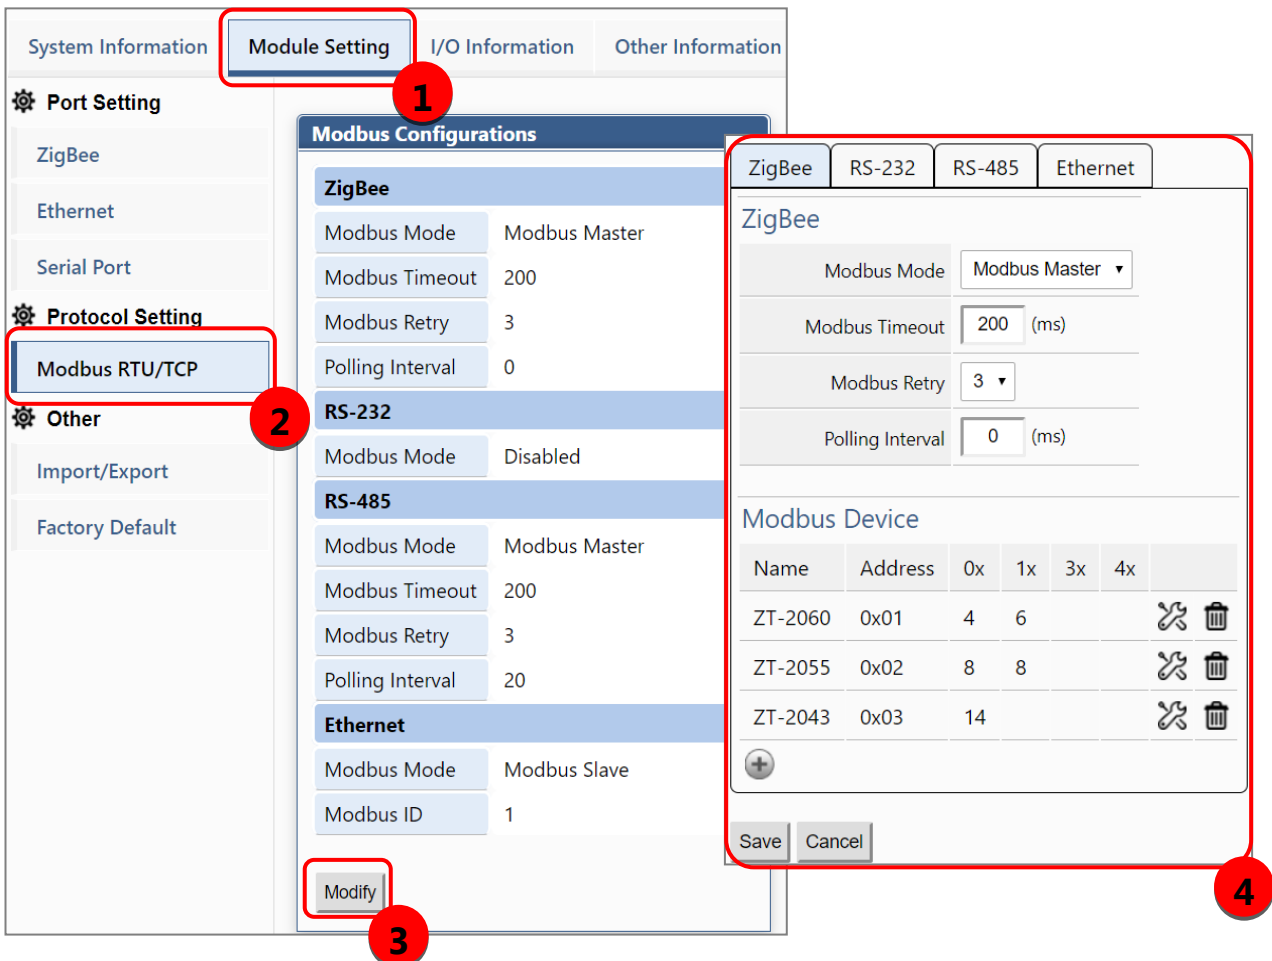 System Information Module Setting I/O Information Other Information
1
Port Setting
ZigBee
Ethernet
Serial Port
Protocol Setting
Modbus RTU/TCP
2
Other
Import/Export
Factory Default
Modbus Configurations
ZigBee
Modbus Mode Modbus Master
Modbus Timeout 200
Modbus Retry 3
Polling Interval 0
RS-232
Modbus Mode Disabled
RS-485
Modbus Mode Modbus Master
Modbus Timeout 200
Modbus Retry 3
Polling Interval 20
Ethernet
Modbus Mode Modbus Slave
Modbus ID 1
Modify
3
ZigBee RS-232 RS-485 Ethernet
ZigBee
Modbus Mode Modbus Master
Modbus Timeout 200 (ms)
Modbus Retry 3
Polling Interval 0 (ms)
Modbus Device
Name Address 0x 1x 3x 4x
ZT-2060 0x01 4 6
ZT-2055 0x02 8 8
ZT-2043 0x03 14
Save Cancel
4